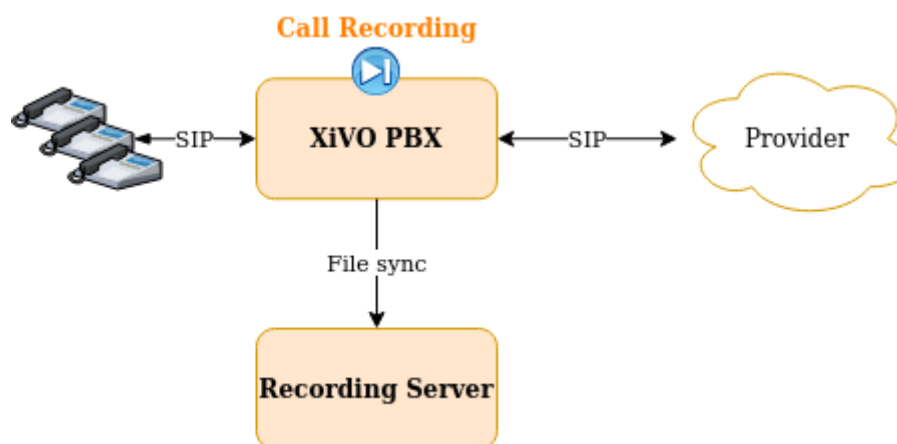 Call Recording
SIP
XiVO PBX
SIP
Provider
File sync
Recording Server